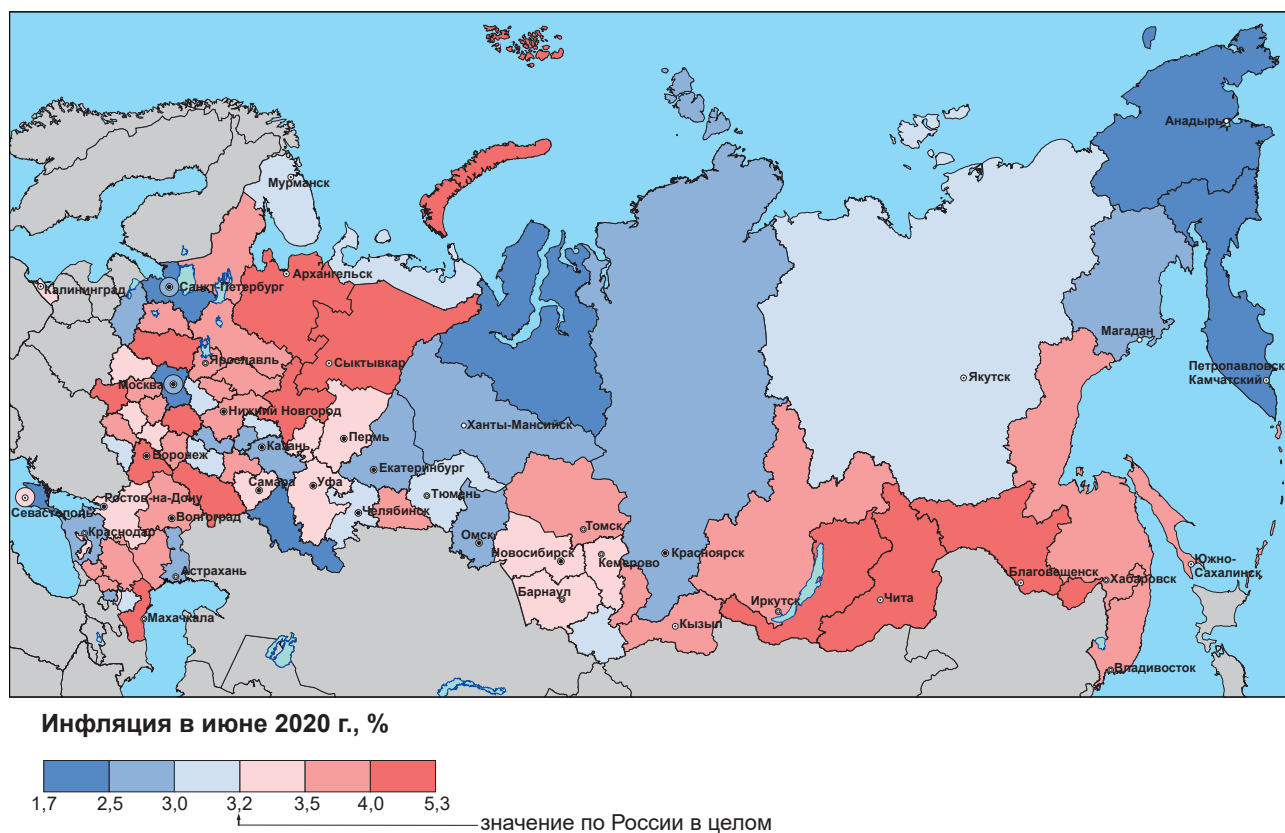 Анадырь
Мурманск
Архангельск
Санкт-Петербург
Калининград
Магадан
Ярославль
Сыктывкар
Петропавловск-
Камчатский
Якутск
Москва
Нижний Новгород
Ханты-Мансийск
Пермь
Казань
Воронеж
Екатеринбург
Самара
Уфа
Тюмень
Ростов-на-Дону
Севастополь
Волгоград
Челябинск
Краснодар
Омск
Томск
Новосибирск
Кемерово
Красноярск
Астрахань
Барнаул
Благовещенск
Хабаровск
Южно-
Сахалинск
Махачкала
Кызыл
Иркутск
Чита
Владивосток
Инфляция в июне 2020 г., %
1,7 2,5 3,0 3,2 3,5 4,0 5,3
значение по России в целом